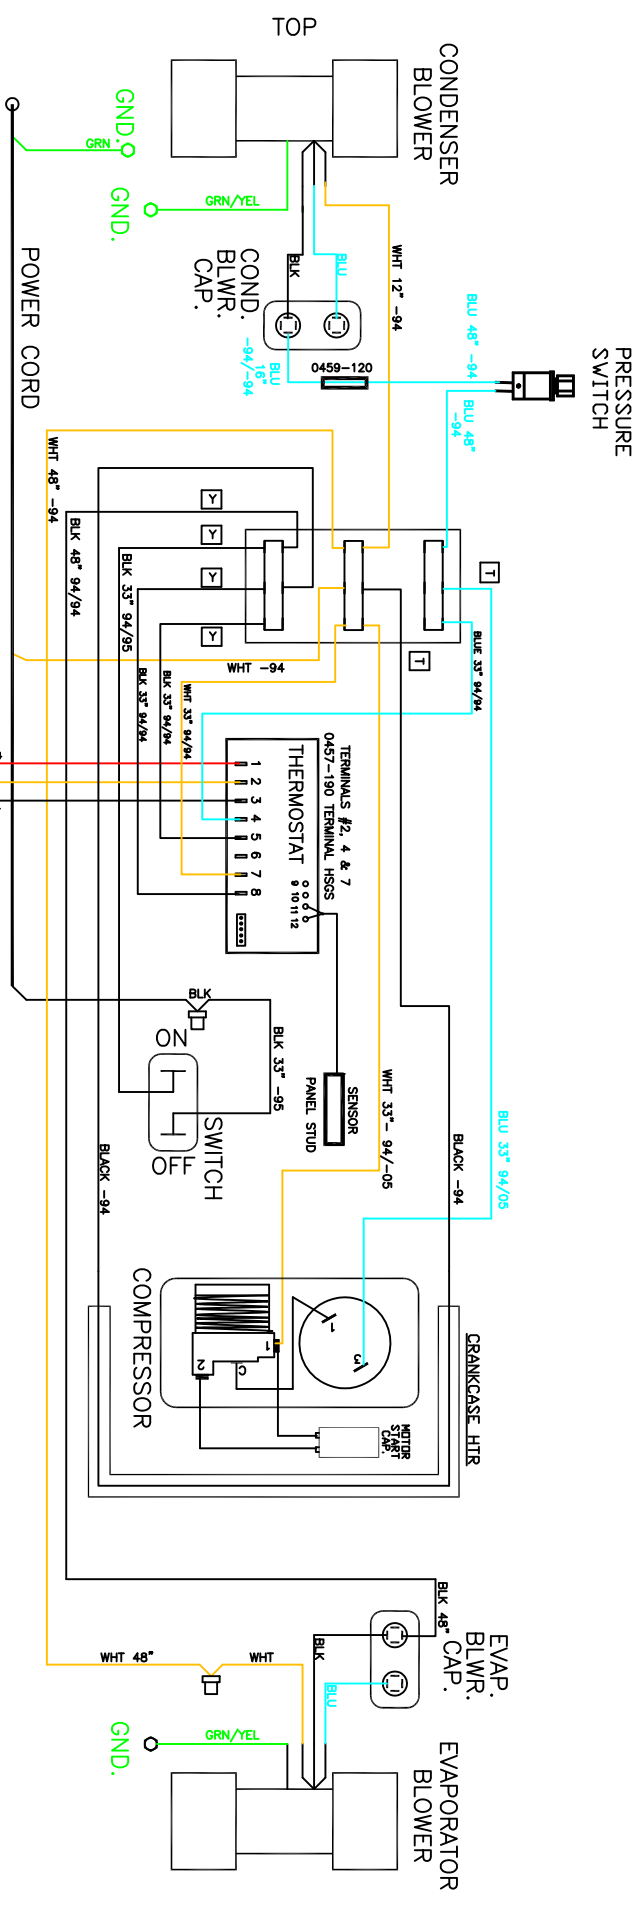 TOP
CONDENSER
BLOWER
GND.
GRN
GND.
GRN/YEL
POWER CORD
COND.
BLWR.
CAP.
BLK
BLU
WHT 12" -94
BLU 16"
-94/-94
0459-120
BLU 48" -94
BLU 48"
-94
PRESSURE
SWITCH
WHT 48" -94
BLK 48" 94/94
Y
Y
Y
Y
T
T
BLK 33" 94/95
BLK 33" 94/94
BLK 33" 94/94
WHT 33" 94/94
WHT -94
BLUE 33" 94/94
TERMINALS #2, 4 & 7
0457-190 TERMINAL HSGS
THERMOSTAT
1
2
3
4
5
6
7
8
9 10 11 12
BLK
BLK 33" -95
ON
OFF
SWITCH
SENSOR
PANEL STUD
WHT 33"- 94/-05
BLACK -94
BLACK -94
BLU 33" 94/05
COMPRESSOR
1
2
C
1
3
MOTOR
START
CAP.
CRANKCASE HTR
BLK 48"
EVAP.
BLWR.
CAP.
BLK
BLU
WHT 48"
WHT
GND.
GRN/YEL
EVAPORATOR
BLOWER